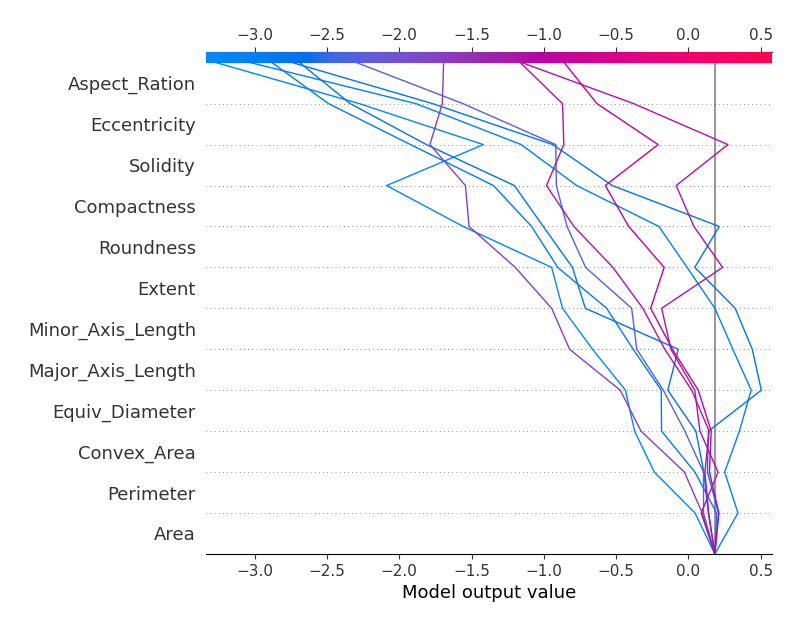 −3.0 −2.5 −2.0 −1.5 −1.0 −0.5 0.0 0.5
Aspect_Ration
Eccentricity
Solidity
Compactness
Roundness
Extent
Minor_Axis_Length
Major_Axis_Length
Equiv_Diameter
Convex_Area
Perimeter
Area
−3.0 −2.5 −2.0 −1.5 −1.0 −0.5 0.0 0.5
Model output value